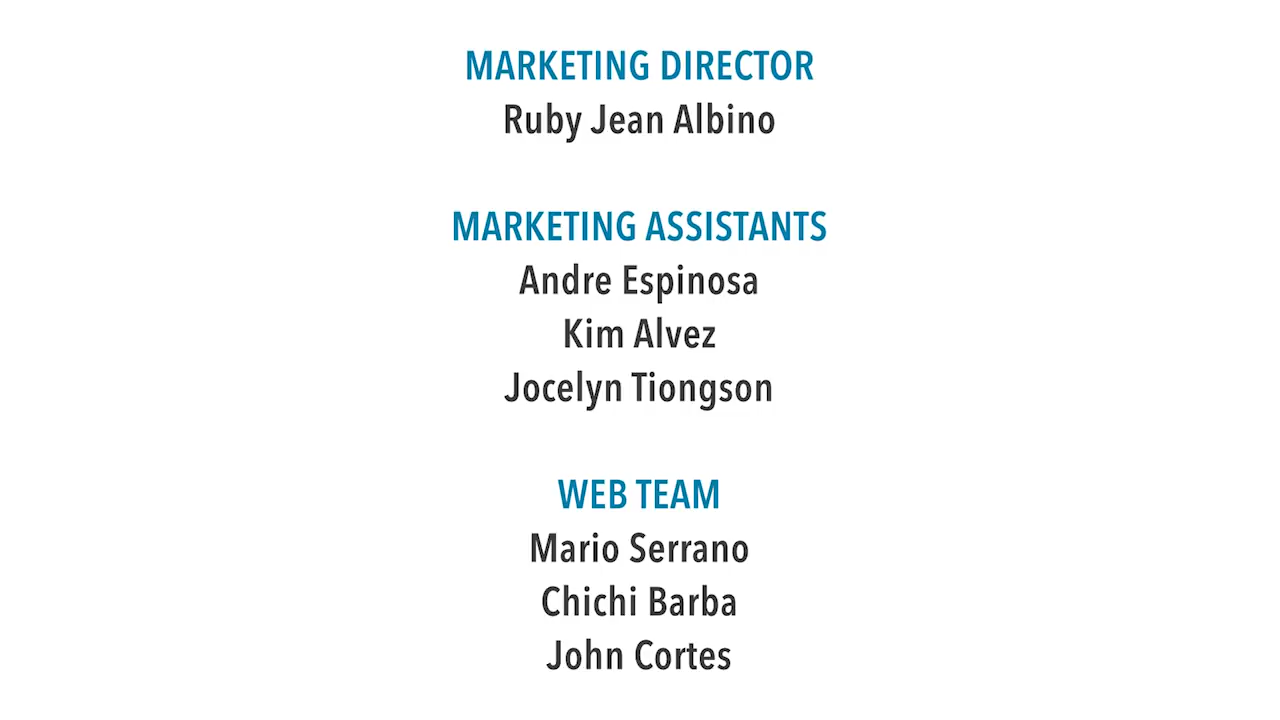 MARKETING DIRECTOR
Ruby Jean Albino
MARKETING ASSISTANTS
Andre Espinosa
Kim Alvez
Jocelyn Tiongson
WEB TEAM
Mario Serrano
Chichi Barba
John Cortes